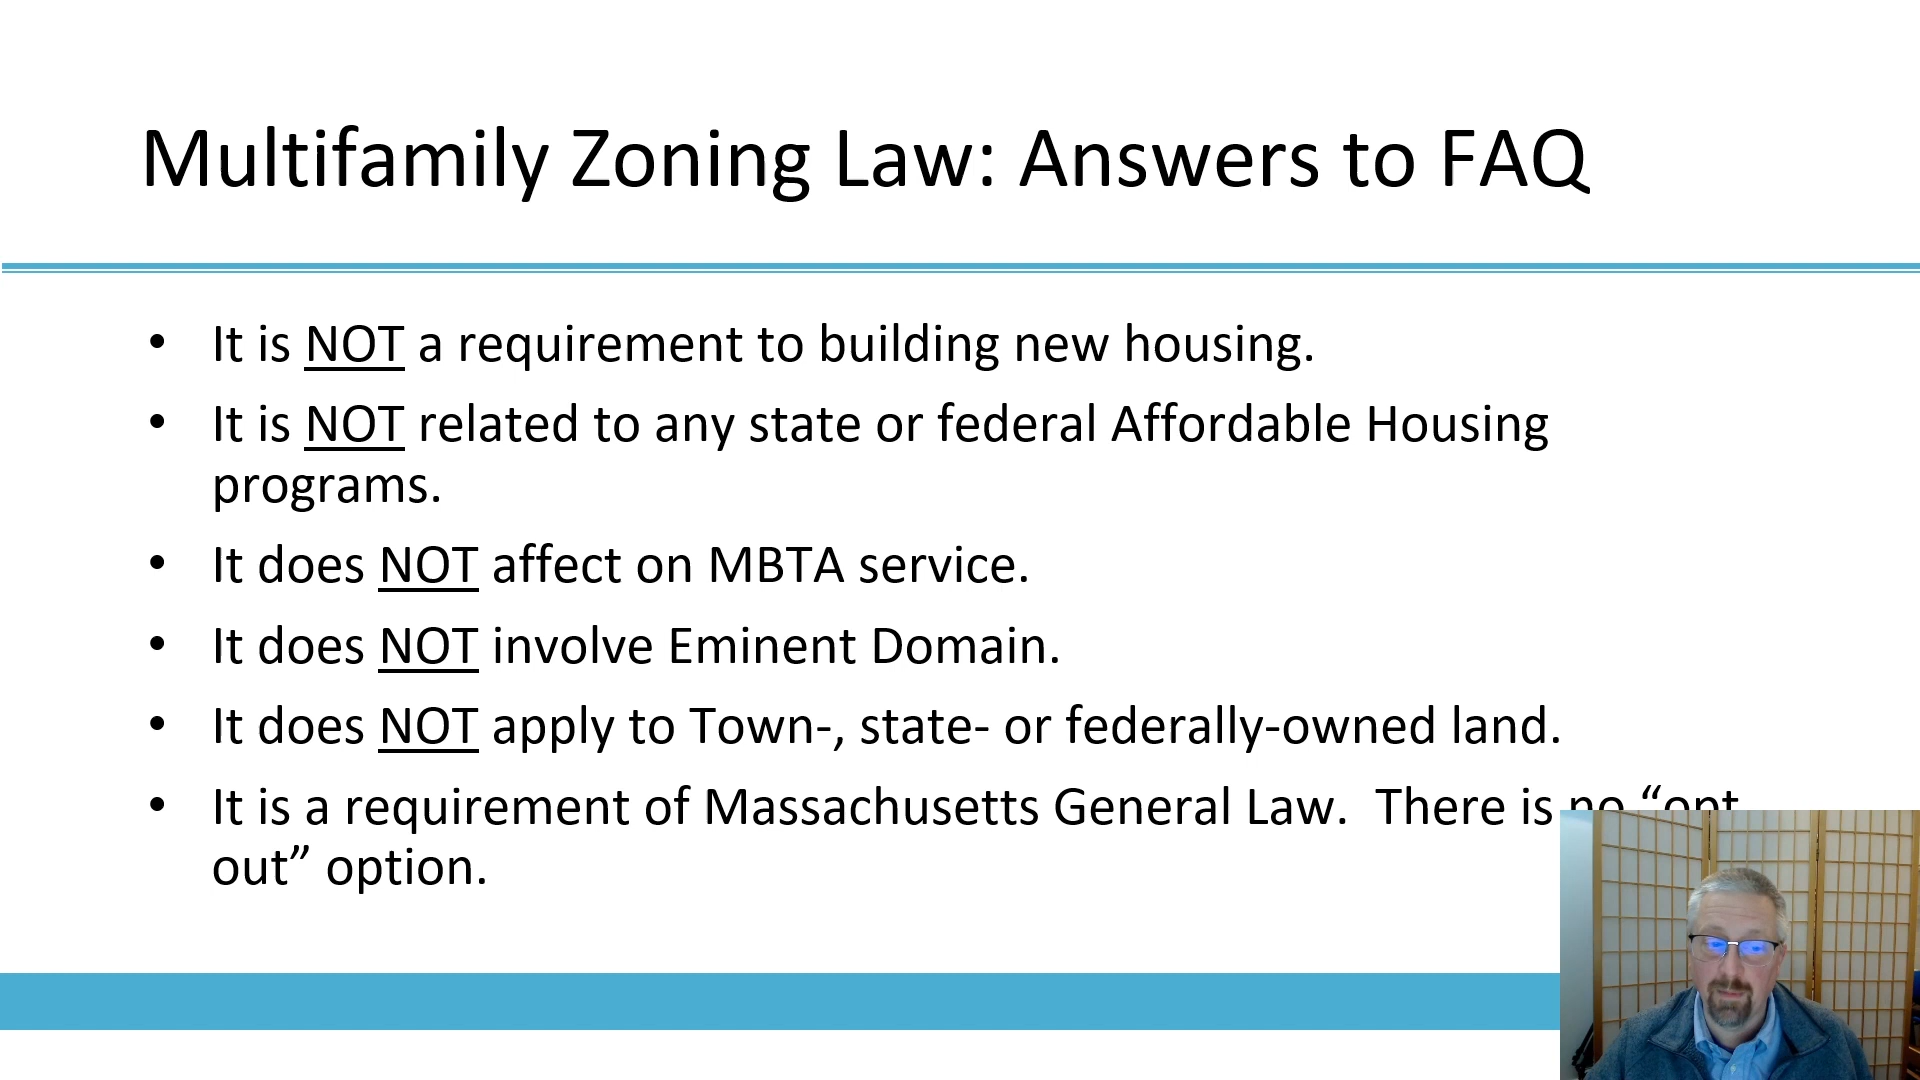 Multifamily Zoning Law: Answers to FAQ
• It is NOT a requirement to building new housing.
• It is NOT related to any state or federal Affordable Housing
programs.
• It does NOT affect on MBTA service.
• It does NOT involve Eminent Domain.
• It does NOT apply to Town-, state- or federally-owned land.
• It is a requirement of Massachusetts General Law.  There is no “opt
out” option.